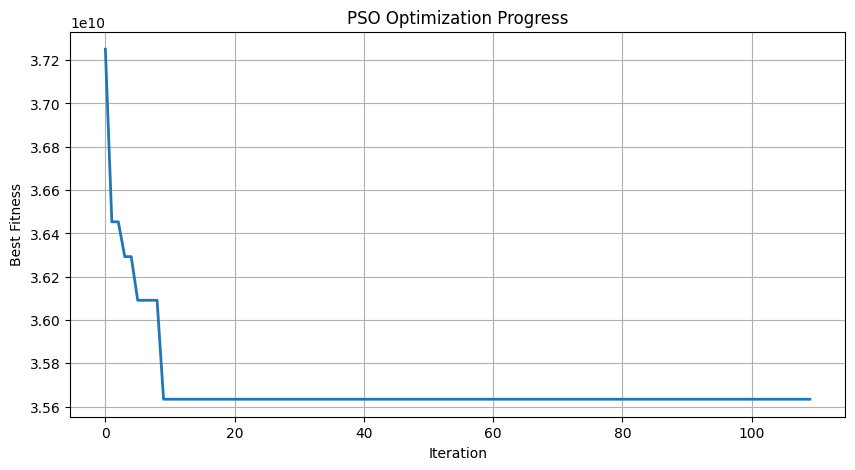 PSO Optimization Progress
1e10
3.72
3.70
3.68
3.66
3.64
3.62
3.60
3.58
3.56
Best Fitness
0 20 40 60 80 100
Iteration